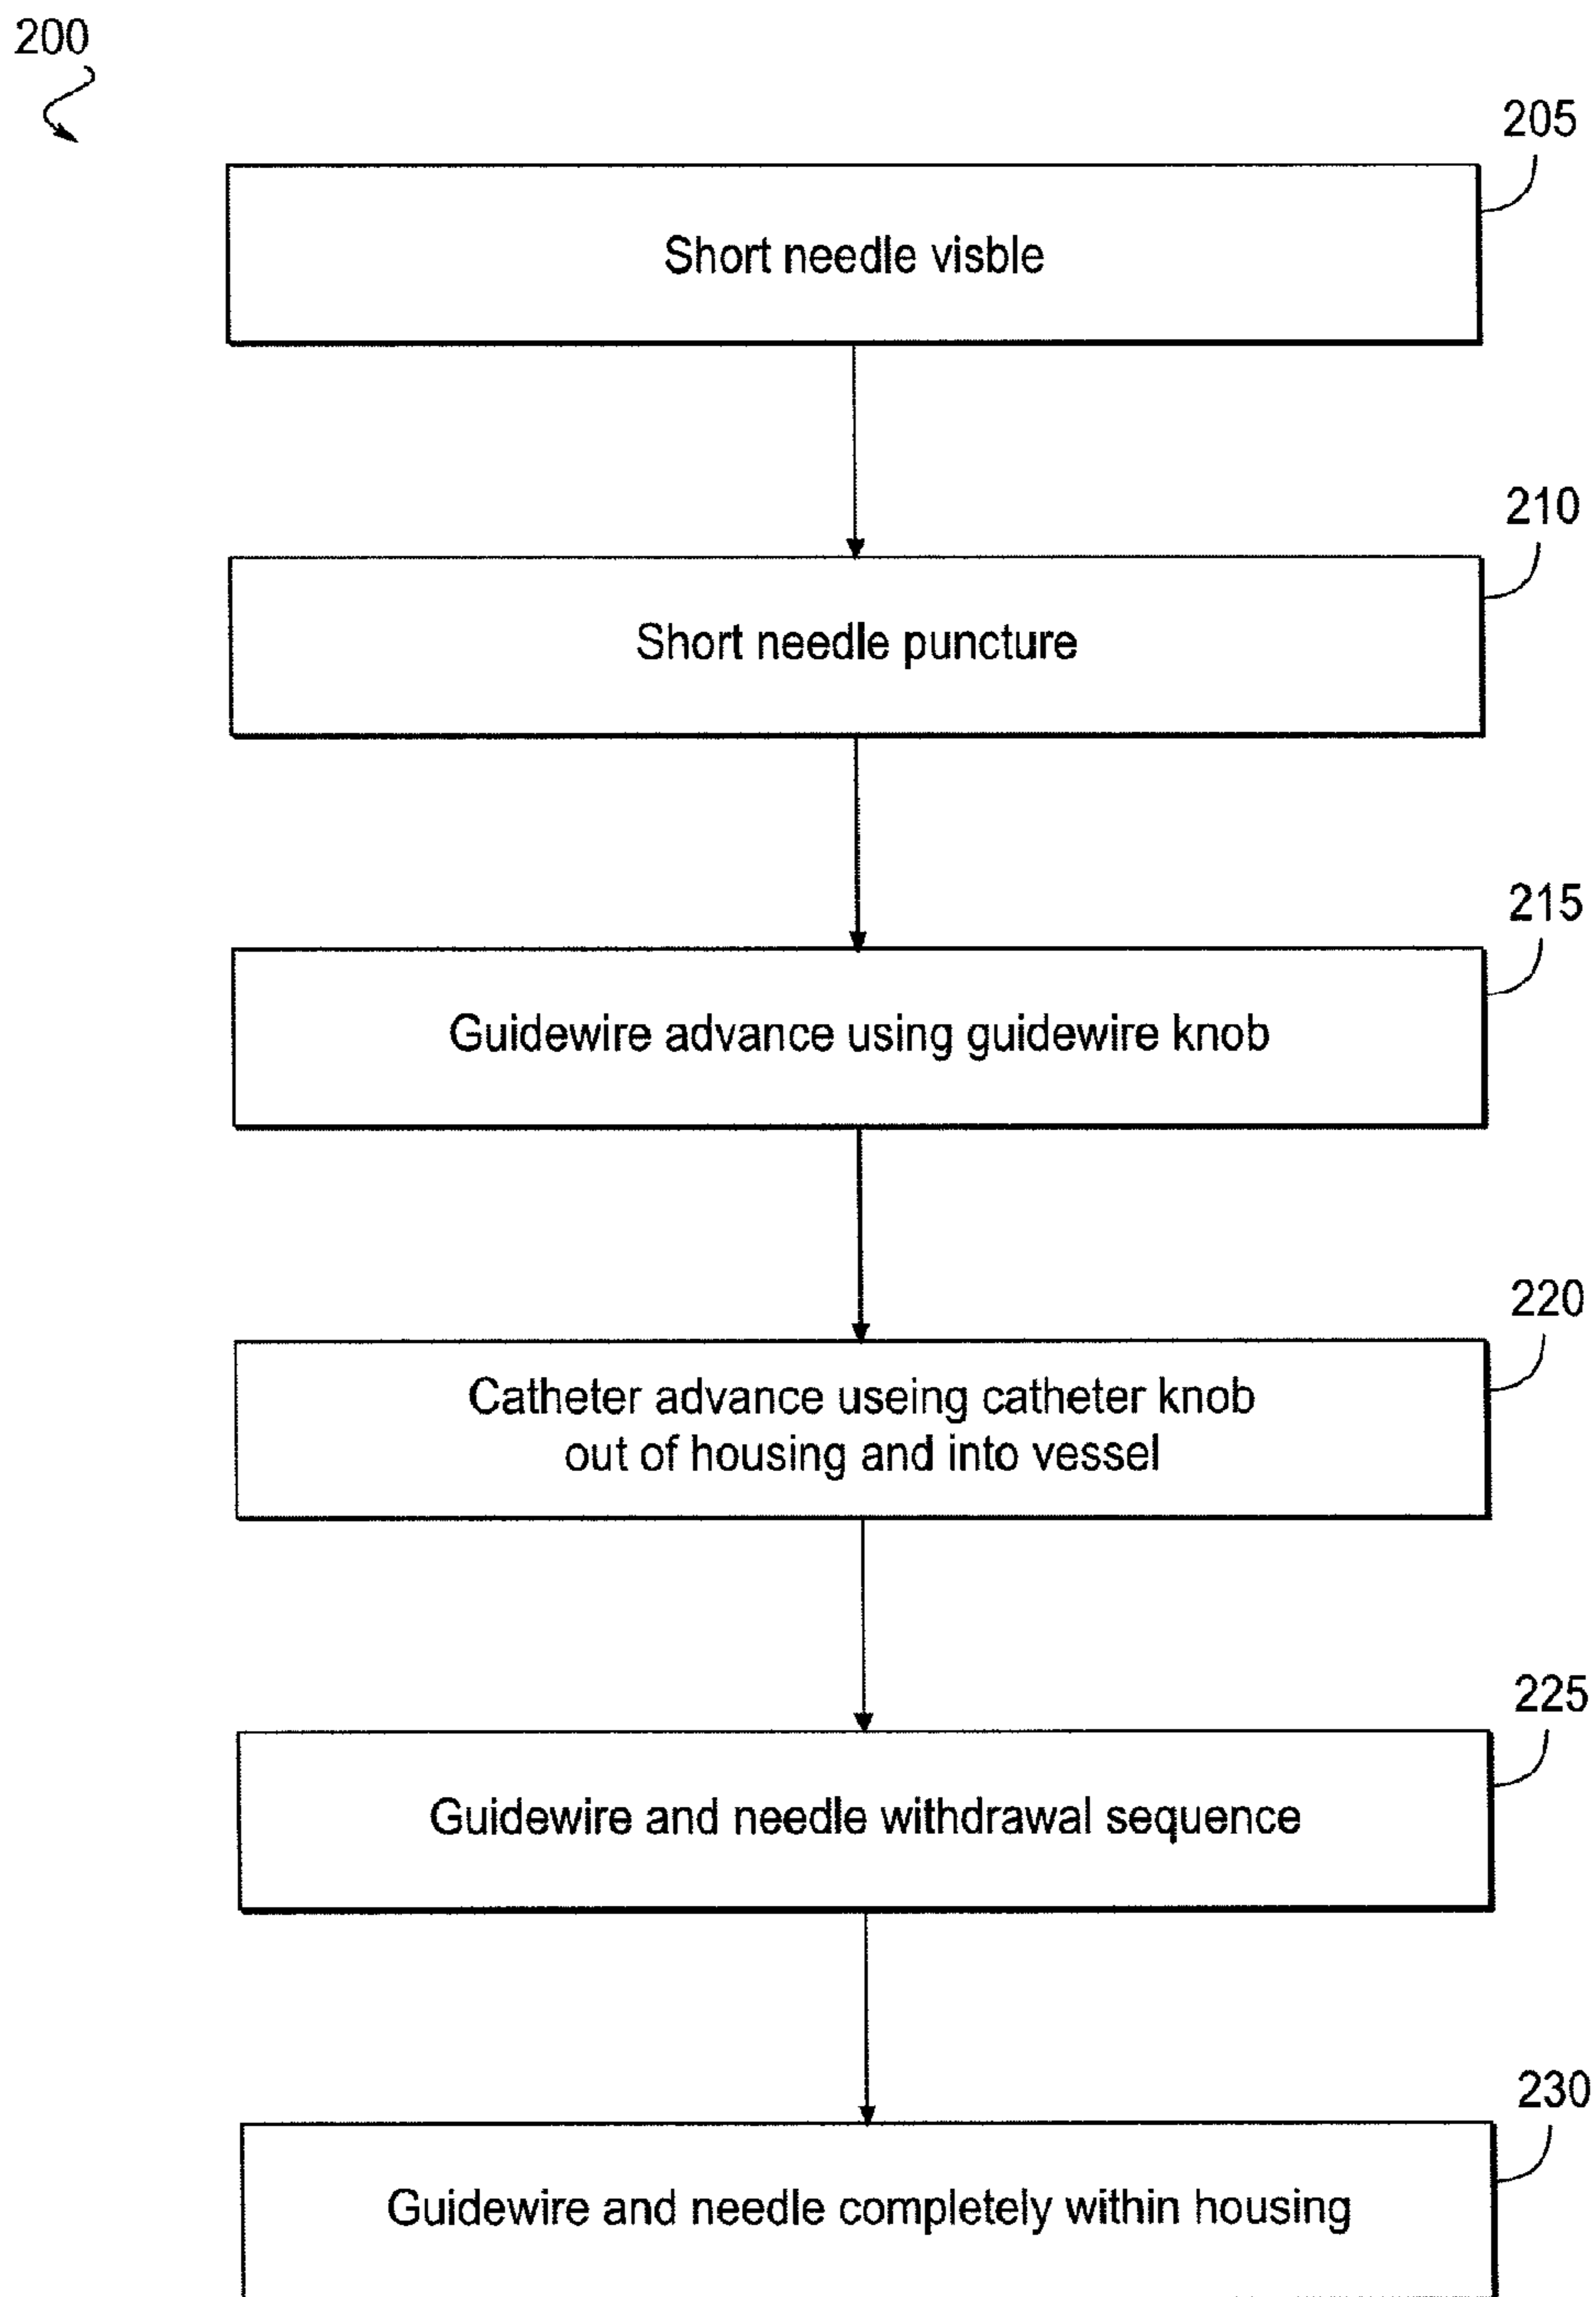 200
205
Short needle visble
210
Short needle puncture
215
Guidewire advance using guidewire knob
220
Catheter advance useing catheter knob
out of housing and into vessel
225
Guidewire and needle withdrawal sequence
230
Guidewire and needle completely within housing